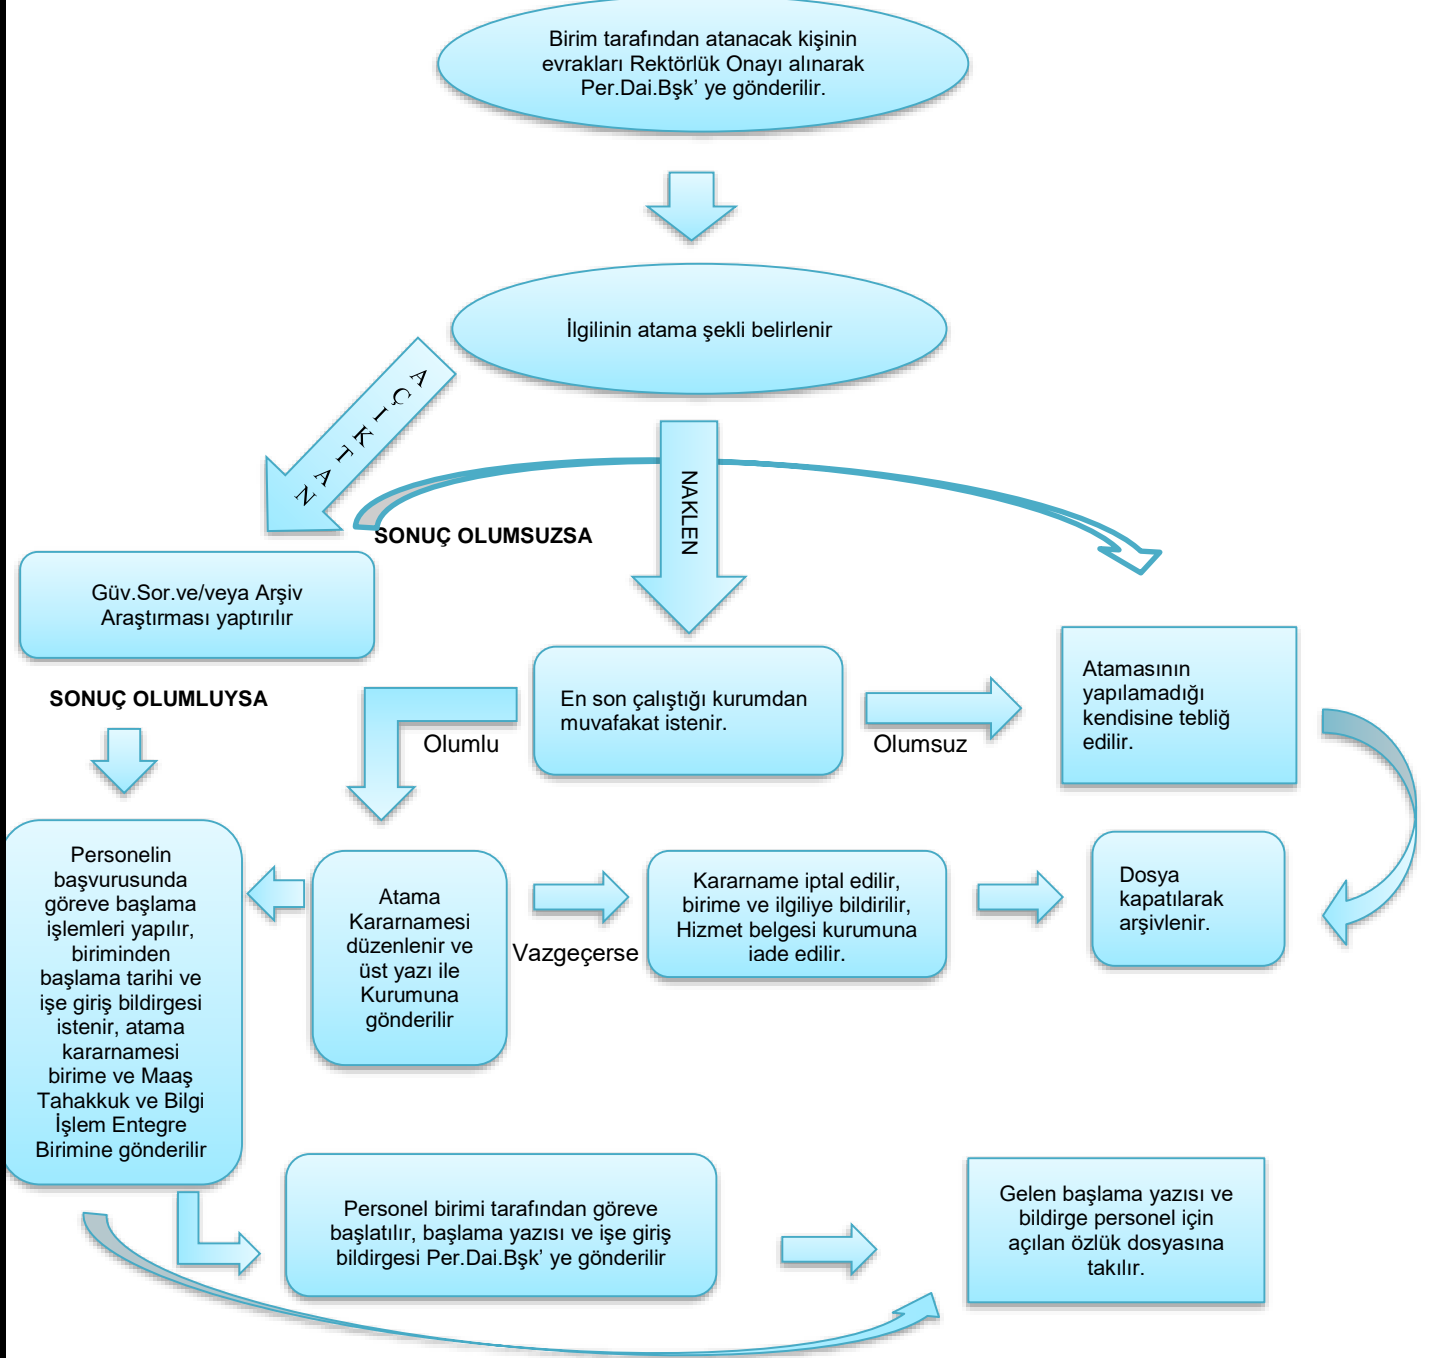 Birim tarafından atanacak kişinin
evrakları Rektörlük Onayı alınarak
Per.Dai.Bşk’ ye gönderilir.
İlgilinin atama şekli belirlenir
AÇIKTAN
NAKLEN
SONUÇ OLUMSUZSA
Güv.Sor.ve/veya Arşiv
Araştırması yaptırılır
SONUÇ OLUMLUYSA
En son çalıştığı kurumdan
muvafakat istenir.
Olumlu
Olumsuz
Atamasının
yapılamadığı
kendisine tebliğ
edilir.
Personelin
başvurusunda
göreve başlama
işlemleri yapılır,
biriminden
başlama tarihi ve
işe giriş bildirgesi
istenir, atama
kararnamesi
birime ve Maaş
Tahakkuk ve Bilgi
İşlem Entegre
Birimine gönderilir
Atama
Kararnamesi
düzenlenir ve
üst yazı ile
Kurumuna
gönderilir
Vazgeçerse
Kararname iptal edilir,
birime ve ilgiliye bildirilir,
Hizmet belgesi kurumuna
iade edilir.
Dosya
kapatılarak
arşivlenir.
Personel birimi tarafından göreve
başlatılır, başlama yazısı ve işe giriş
bildirgesi Per.Dai.Bşk’ ye gönderilir
Gelen başlama yazısı ve
bildirge personel için
açılan özlük dosyasına
takılır.